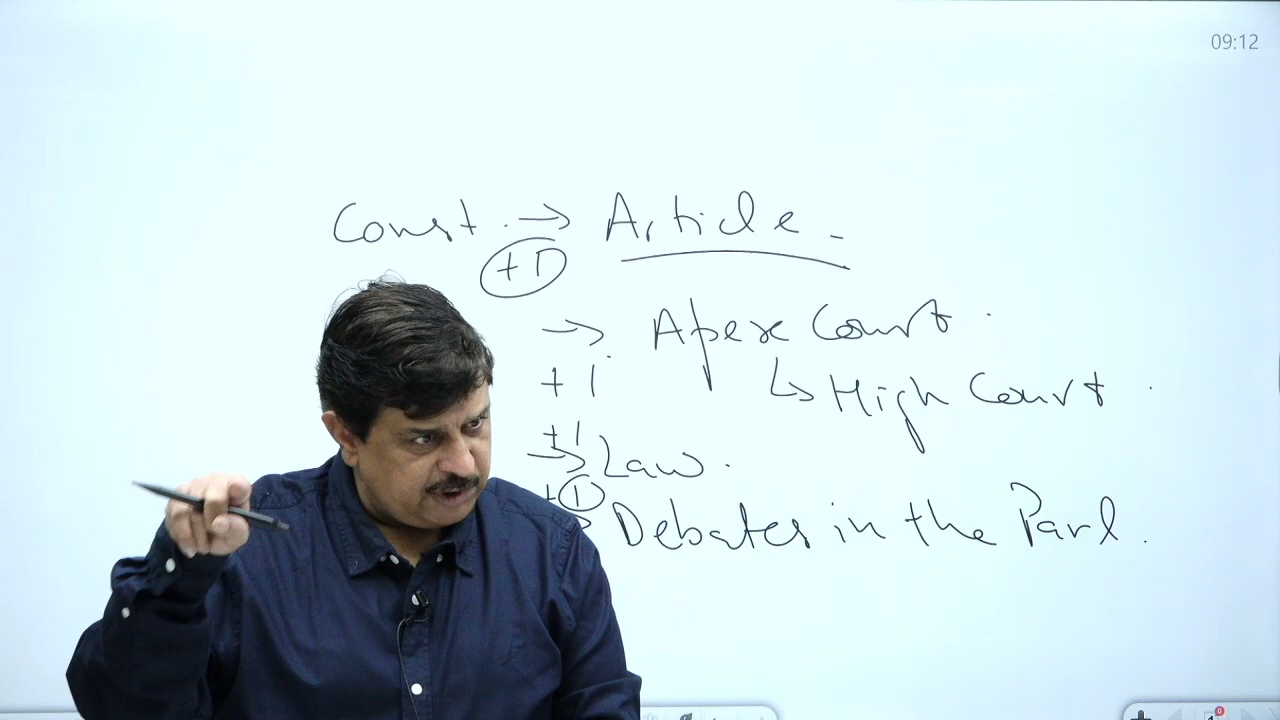 09:12
Const. → Article -
+1
→ Apex Court.
+1 ↳ High Court.
+1
→ Law.
+1
Debates in the Parl.